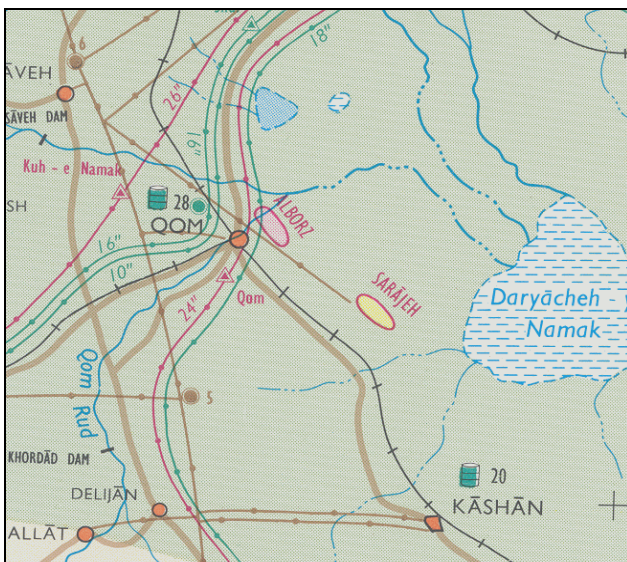 18"
6
ĀVEH
26"
SĀVEH DAM
16"
Kuh - e Namak
28
SH
QOM
ALBORZ
16"
10"
SARĀJEH
24"
Qom
Daryācheh -
Namak
Qom Rud
5
KHORDĀD DAM
20
DELIJĀN
KĀSHĀN
ALLĀT